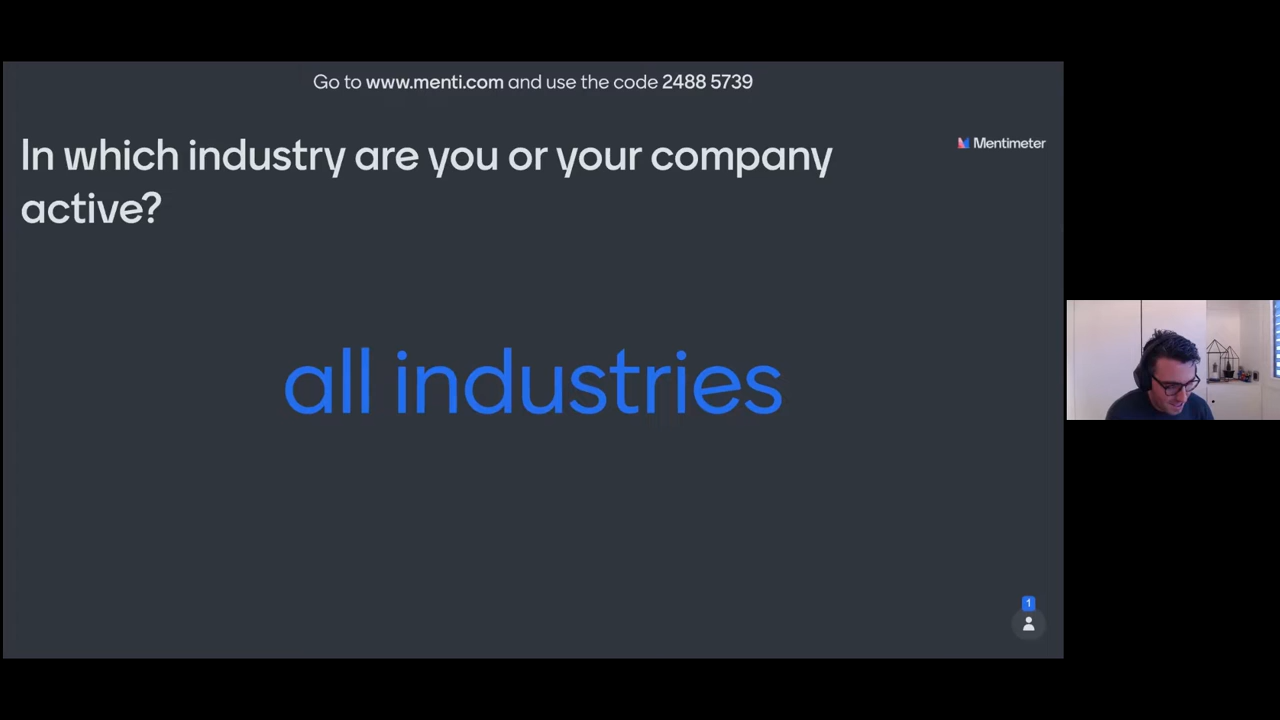 Go to www.menti.com and use the code 2488 5739
Mentimeter
In which industry are you or your company
active?
all industries
1